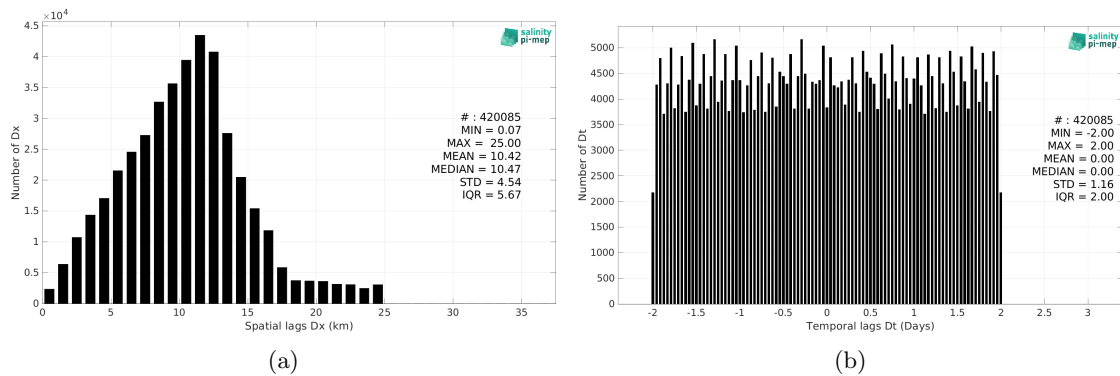 ×10⁴
4.5
4
3.5
3
2.5
2
1.5
1
0.5
0
Number of Dx
salinity
pi-mep
# : 420085
MIN = 0.07
MAX = 25.00
MEAN = 10.42
MEDIAN = 10.47
STD = 4.54
IQR = 5.67
0 5 10 15 20 25 30 35
Spatial lags Dx (km)
(a)
5000
4500
4000
3500
3000
2500
2000
1500
1000
500
0
Number of Dt
salinity
pi-mep
# : 420085
MIN = -2.00
MAX = 2.00
MEAN = 0.00
MEDIAN = 0.00
STD = 1.16
IQR = 2.00
-2 -1.5 -1 -0.5 0 0.5 1 1.5 2 2.5 3
Temporal lags Dt (Days)
(b)